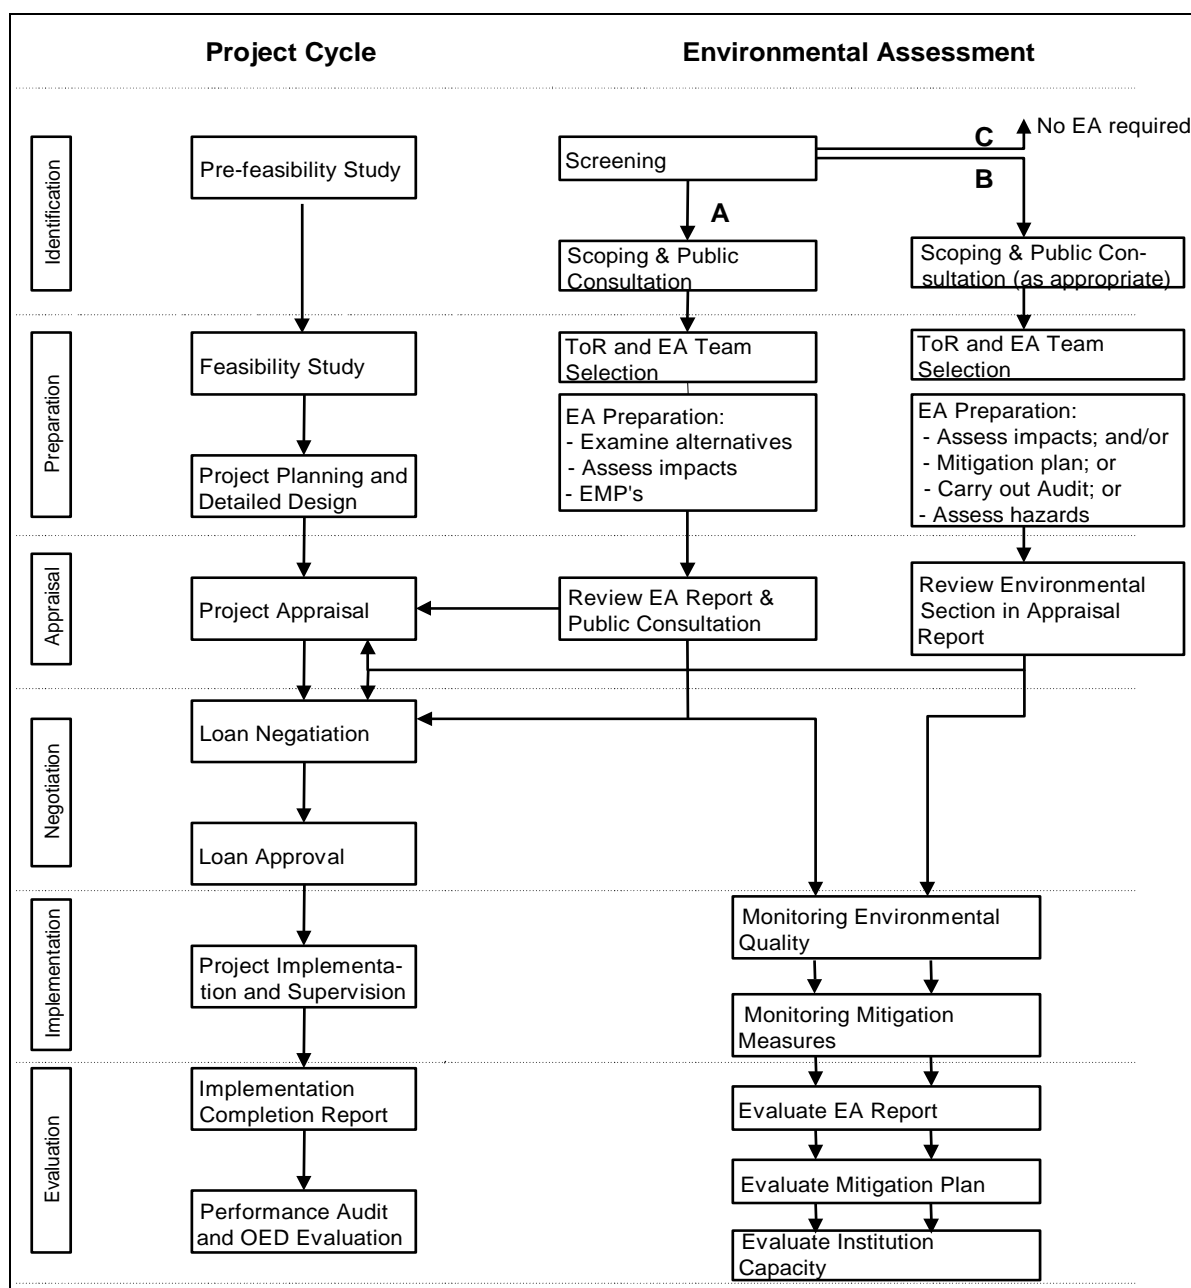 Project Cycle
Environmental Assessment
Identification
Pre-feasibility Study
Screening
C
No EA required
B
A
Scoping & Public
Consultation
Scoping & Public Con-
sultation (as appropriate)
Preparation
Feasibility Study
ToR and EA Team
Selection
ToR and EA Team
Selection
Project Planning and
Detailed Design
EA Preparation:
- Examine alternatives
- Assess impacts
- EMP's
EA Preparation:
- Assess impacts; and/or
- Mitigation plan; or
- Carry out Audit; or
- Assess hazards
Appraisal
Project Appraisal
Review EA Report &
Public Consultation
Review Environmental
Section in Appraisal
Report
Negotiation
Loan Negatiation
Loan Approval
Implementation
Project Implementa-
tion and Supervision
Monitoring Environmental
Quality
Monitoring Mitigation
Measures
Evaluation
Implementation
Completion Report
Performance Audit
and OED Evaluation
Evaluate EA Report
Evaluate Mitigation Plan
Evaluate Institution
Capacity